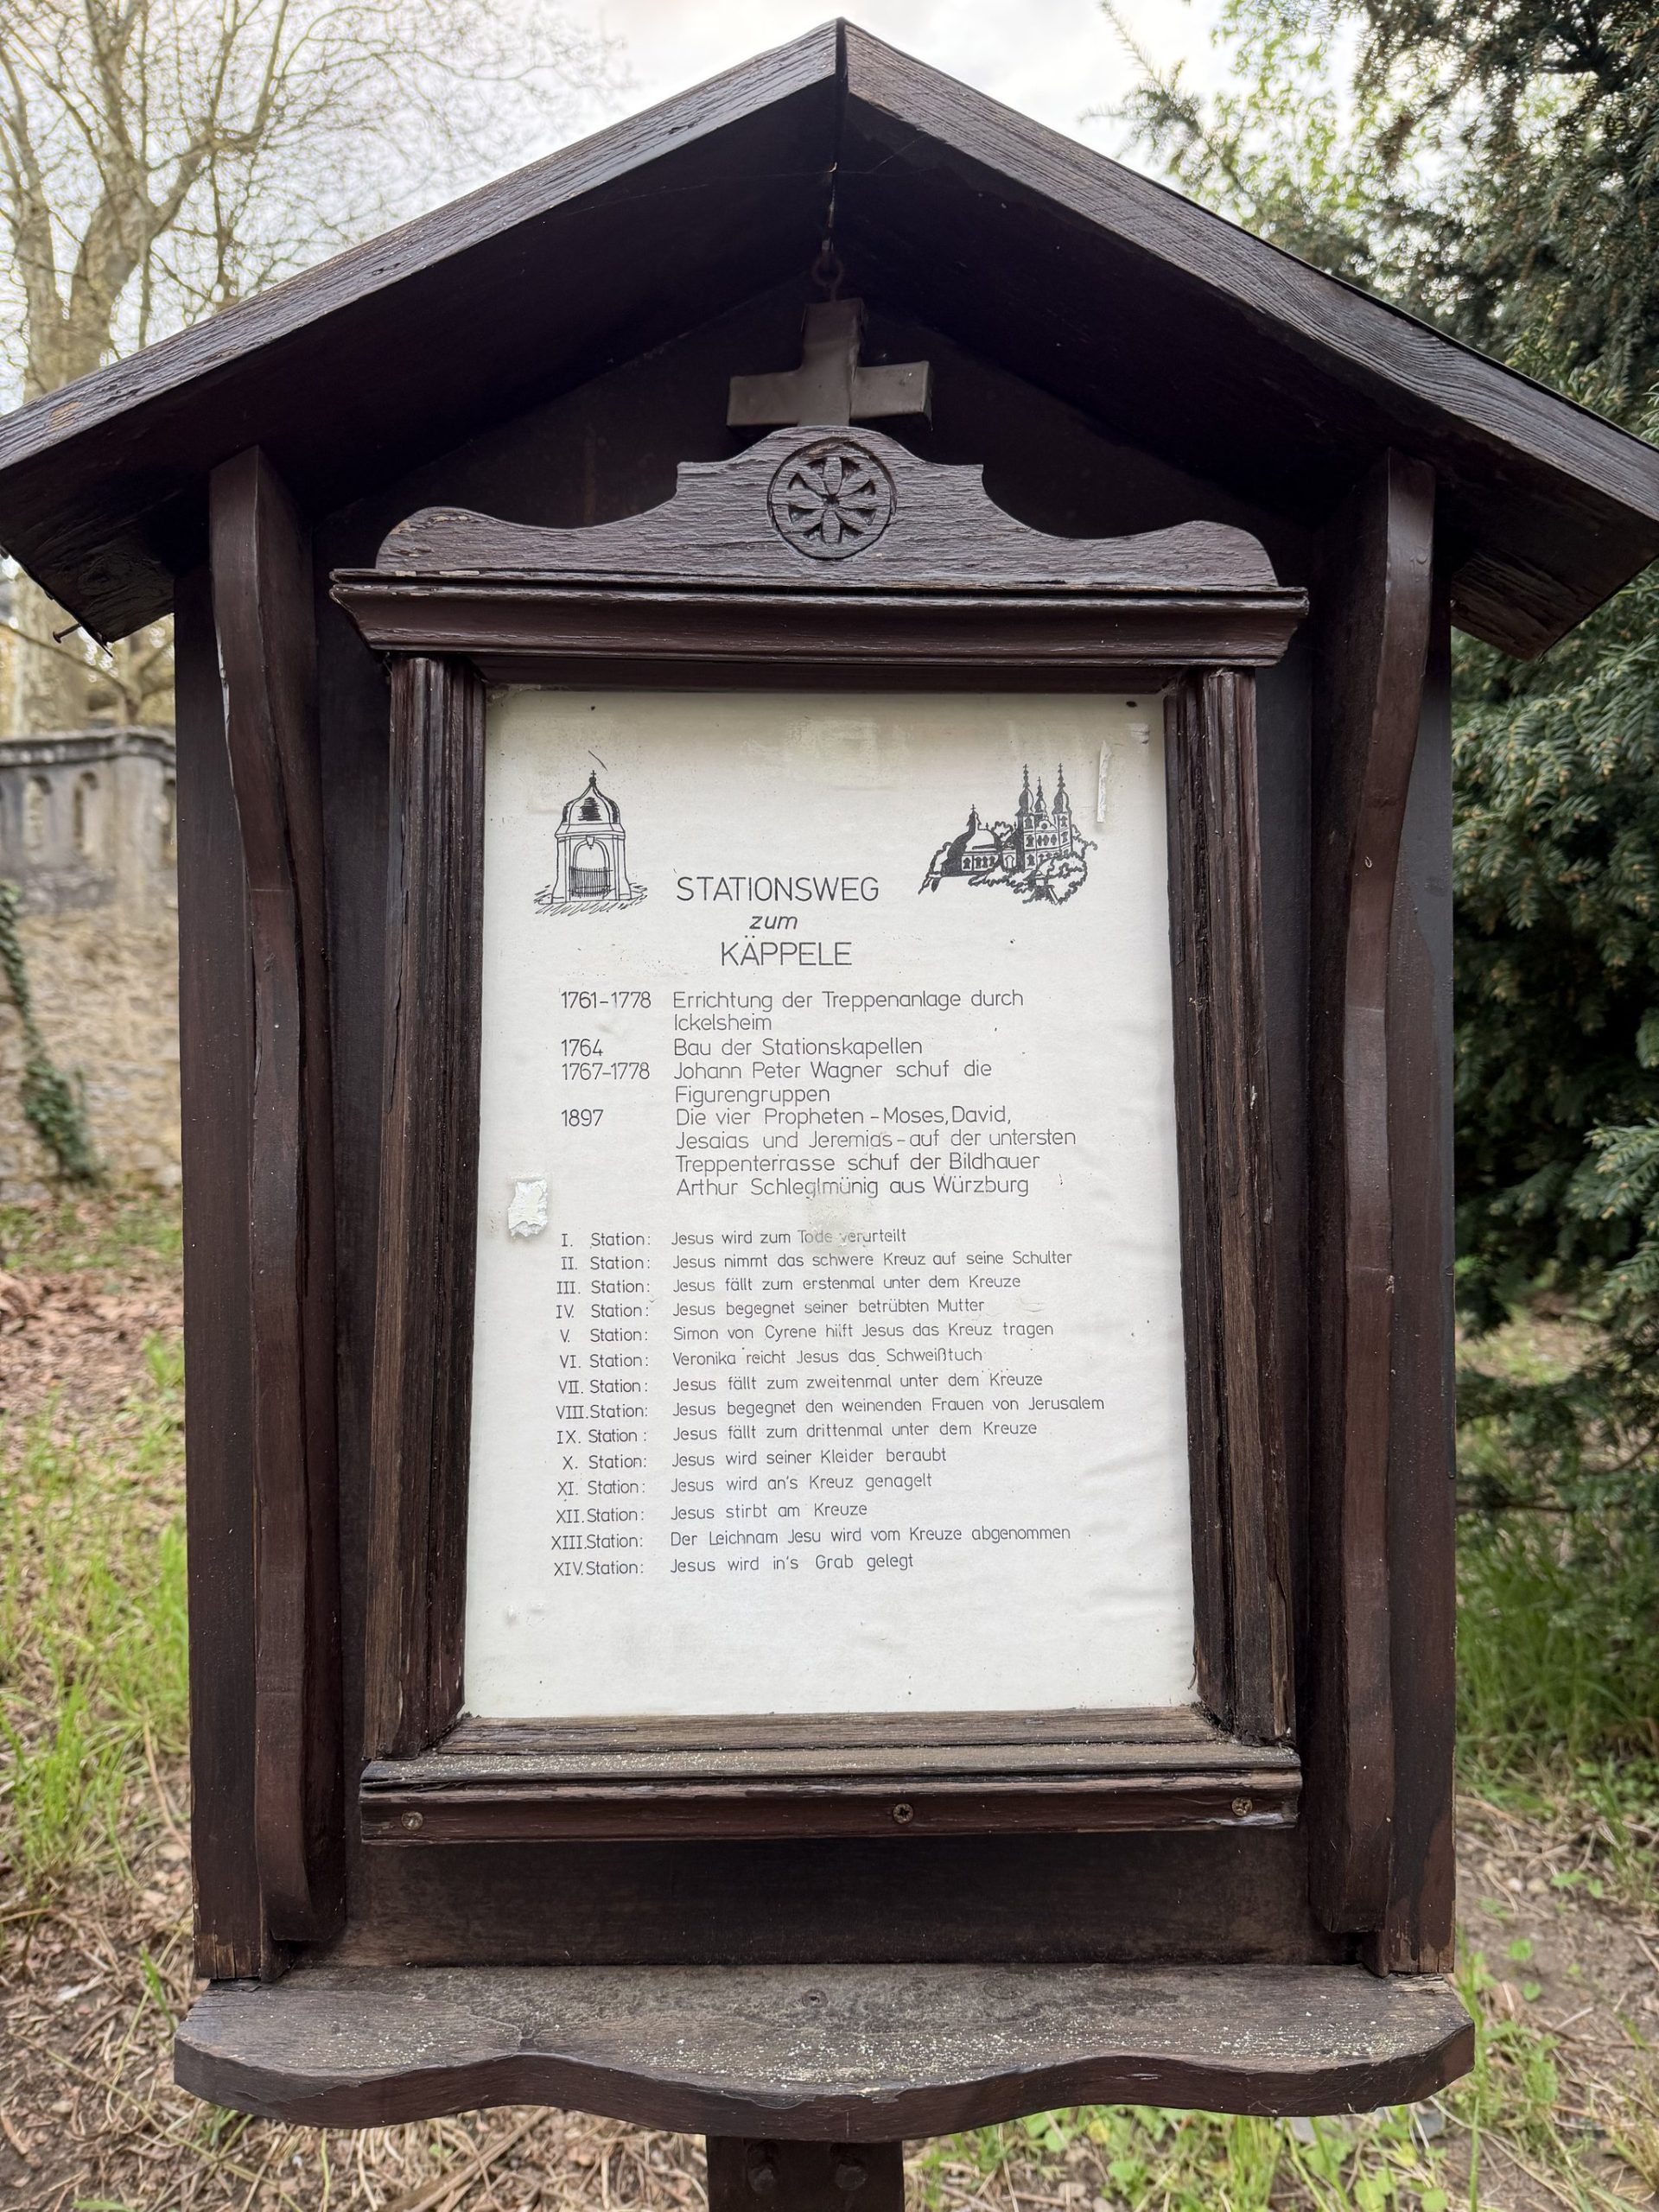 STATIONSWEG
zum
KÄPPELE
1761-1778 Errichtung der Treppenanlage durch
Ickelsheim
1764 Bau der Stationskapellen
1767-1778 Johann Peter Wagner schuf die
Figurengruppen
1897 Die vier Propheten - Moses, David,
Jesaias und Jeremias - auf der untersten
Treppenterrasse schuf der Bildhauer
Arthur Schleglmünig aus Würzburg
I. Station: Jesus wird zum Tode verurteilt
II. Station: Jesus nimmt das schwere Kreuz auf seine Schulter
III. Station: Jesus fällt zum erstenmal unter dem Kreuze
IV. Station: Jesus begegnet seiner betrübten Mutter
V. Station: Simon von Cyrene hilft Jesus das Kreuz tragen
VI. Station: Veronika reicht Jesus das Schweißtuch
VII. Station: Jesus fällt zum zweitenmal unter dem Kreuze
VIII. Station: Jesus begegnet den weinenden Frauen von Jerusalem
IX. Station: Jesus fällt zum drittenmal unter dem Kreuze
X. Station: Jesus wird seiner Kleider beraubt
XI. Station: Jesus wird an's Kreuz genagelt
XII. Station: Jesus stirbt am Kreuze
XIII. Station: Der Leichnam Jesu wird vom Kreuze abgenommen
XIV. Station: Jesus wird in's Grab gelegt